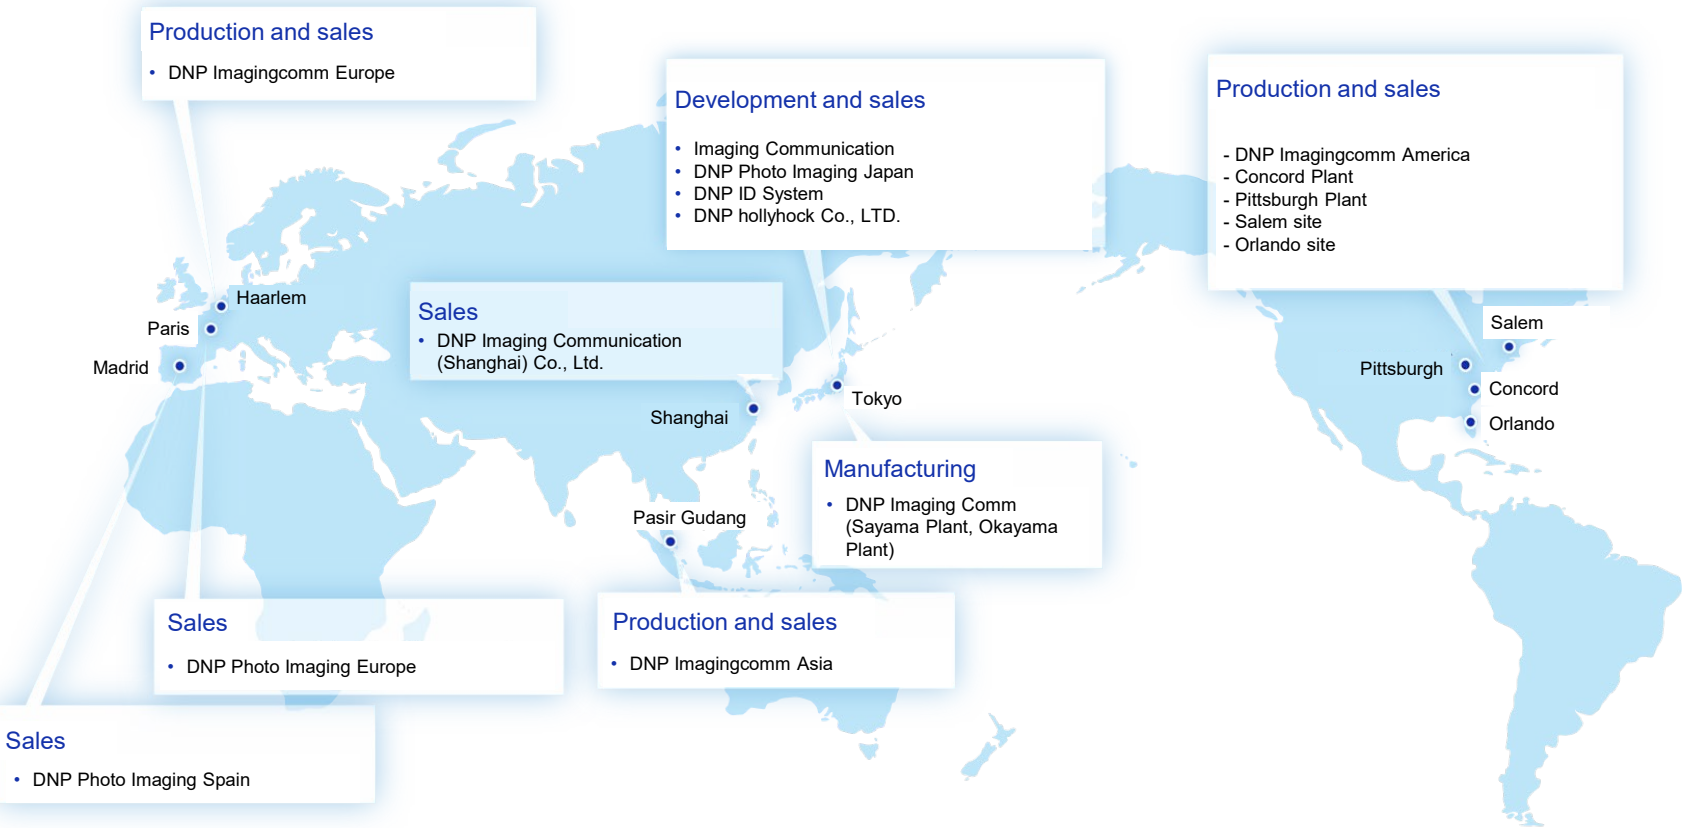 Production and sales
• DNP Imagingcomm Europe
Development and sales
• Imaging Communication
• DNP Photo Imaging Japan
• DNP ID System
• DNP hollyhock Co., LTD.
Production and sales
- DNP Imagingcomm America
- Concord Plant
- Pittsburgh Plant
- Salem site
- Orlando site
Haarlem
Paris
Madrid
Sales
• DNP Imaging Communication
(Shanghai) Co., Ltd.
Shanghai
Tokyo
Salem
Pittsburgh
Concord
Orlando
Manufacturing
• DNP Imaging Comm
(Sayama Plant, Okayama
Plant)
Pasir Gudang
Sales
• DNP Photo Imaging Europe
Production and sales
• DNP Imagingcomm Asia
Sales
• DNP Photo Imaging Spain